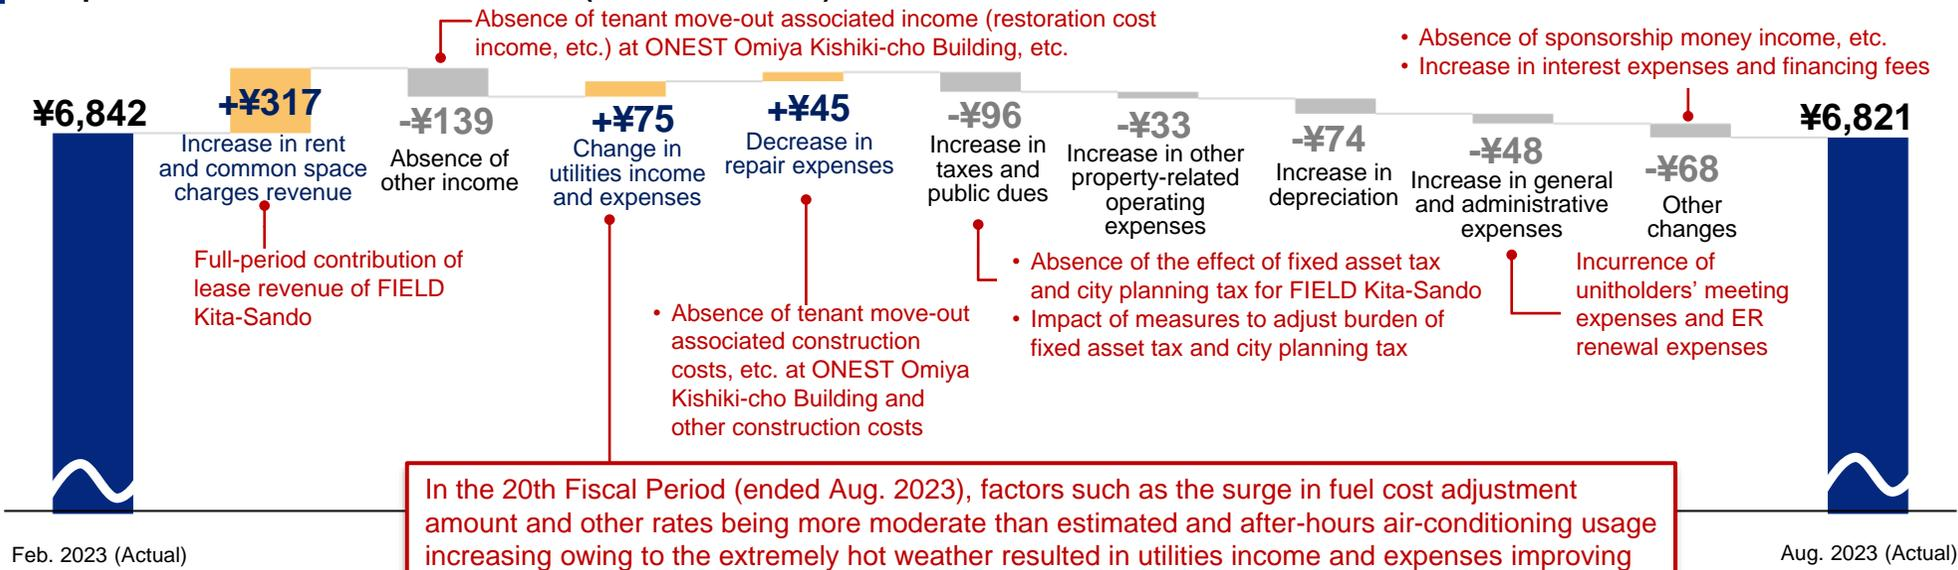 Absence of tenant move-out associated income (restoration cost
income, etc.) at ONEST Omiya Kishiki-cho Building, etc.
• Absence of sponsorship money income, etc.
• Increase in interest expenses and financing fees
¥6,842
+¥317
Increase in rent
and common space
charges revenue
-¥139
Absence of
other income
+¥75
Change in
utilities income
and expenses
+¥45
Decrease in
repair expenses
-¥96
Increase in
taxes and
public dues
-¥33
Increase in other
property-related
operating
expenses
-¥74
Increase in
depreciation
-¥48
Increase in general
and administrative
expenses
-¥68
Other
changes
¥6,821
Full-period contribution of
lease revenue of FIELD
Kita-Sando
• Absence of tenant move-out
associated construction
costs, etc. at ONEST Omiya
Kishiki-cho Building and
other construction costs
• Absence of the effect of fixed asset tax
and city planning tax for FIELD Kita-Sando
• Impact of measures to adjust burden of
fixed asset tax and city planning tax
Incurrence of
unitholders' meeting
expenses and ER
renewal expenses
In the 20th Fiscal Period (ended Aug. 2023), factors such as the surge in fuel cost adjustment
amount and other rates being more moderate than estimated and after-hours air-conditioning usage
increasing owing to the extremely hot weather resulted in utilities income and expenses improving
Feb. 2023 (Actual)
Aug. 2023 (Actual)